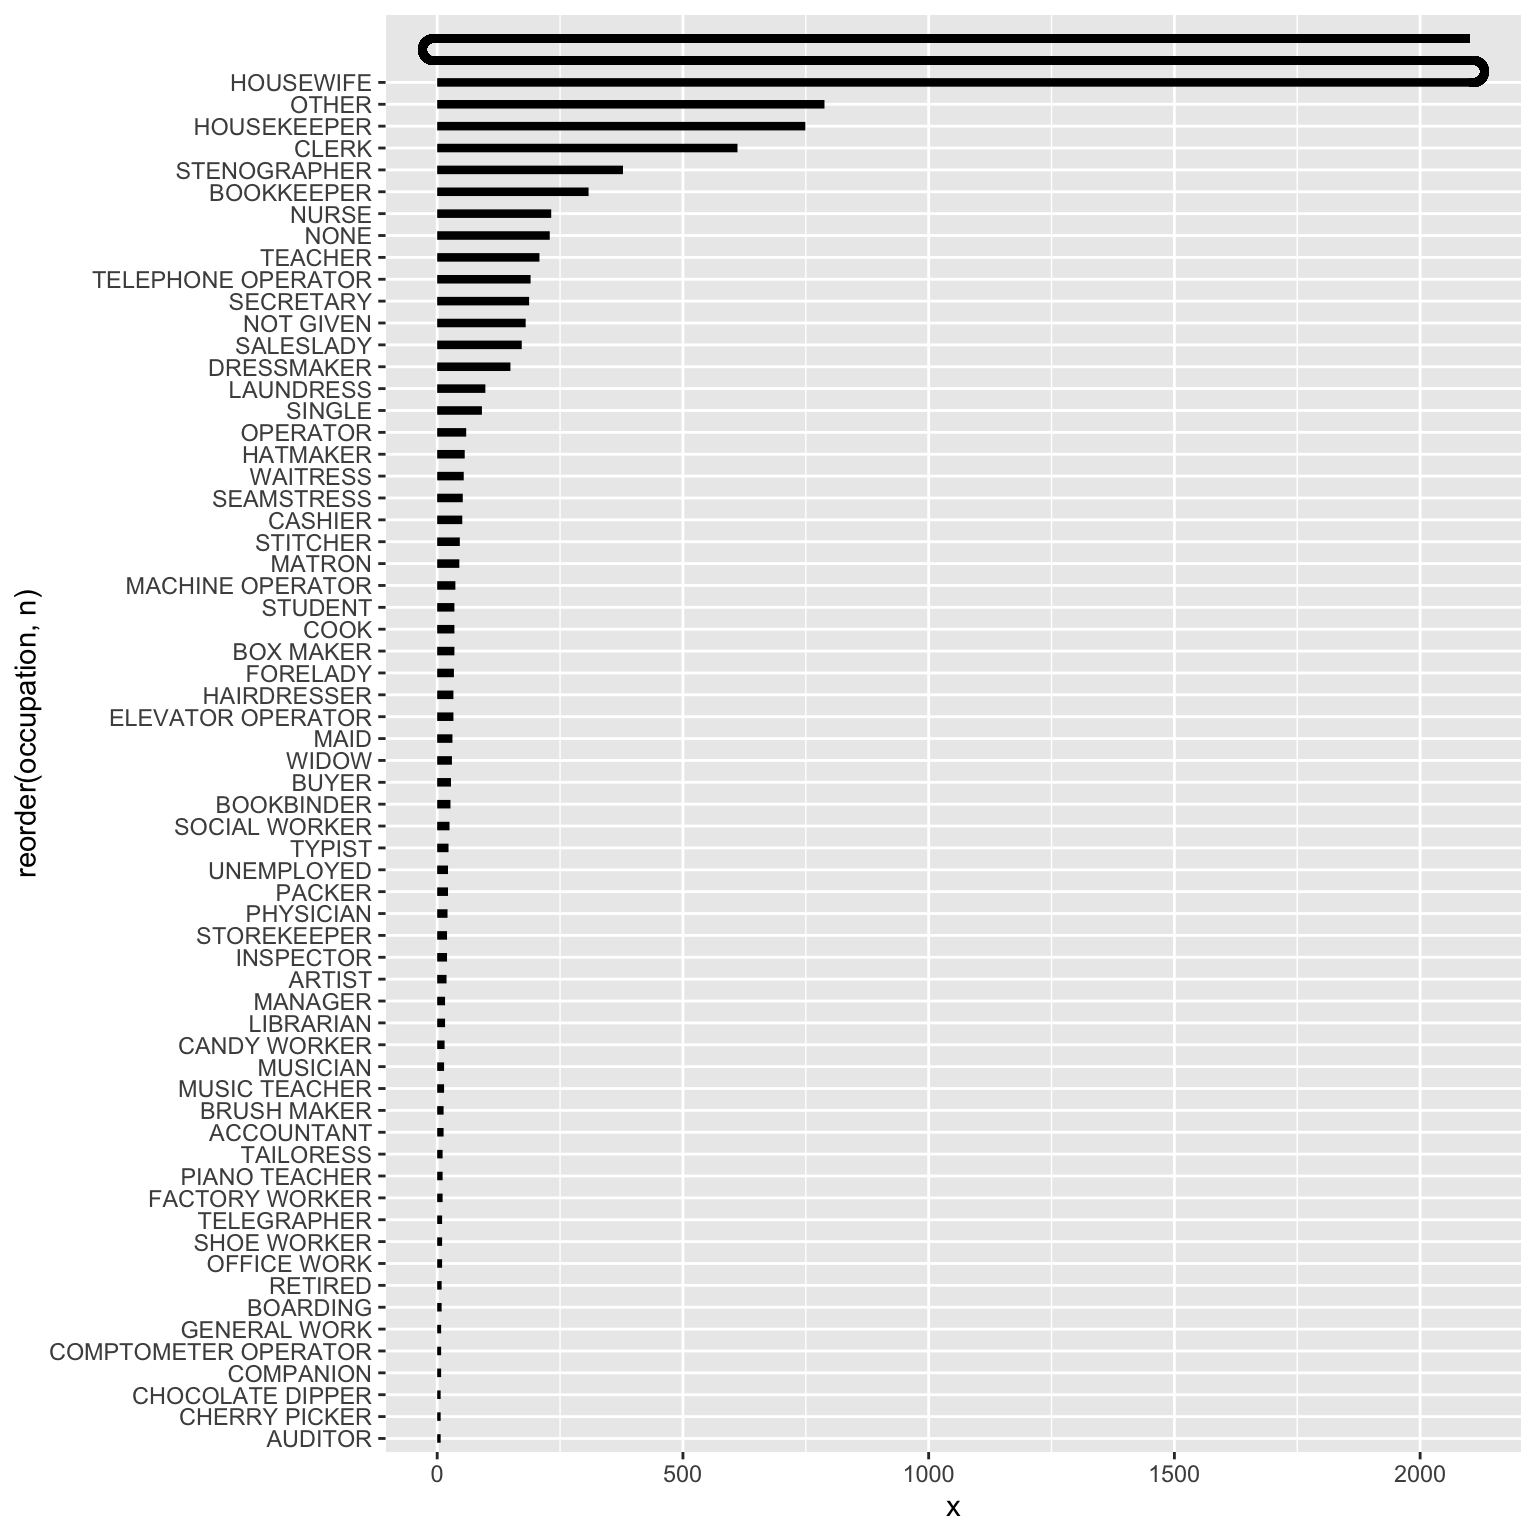 HOUSEWIFE
OTHER
HOUSEKEEPER
CLERK
STENOGRAPHER
BOOKKEEPER
NURSE
NONE
TEACHER
TELEPHONE OPERATOR
SECRETARY
NOT GIVEN
SALESLADY
DRESSMAKER
LAUNDRESS
SINGLE
OPERATOR
HATMAKER
WAITRESS
SEAMSTRESS
CASHIER
STITCHER
MATRON
MACHINE OPERATOR
STUDENT
COOK
BOX MAKER
FORELADY
HAIRDRESSER
ELEVATOR OPERATOR
MAID
WIDOW
BUYER
BOOKBINDER
SOCIAL WORKER
TYPIST
UNEMPLOYED
PACKER
PHYSICIAN
STOREKEEPER
INSPECTOR
ARTIST
MANAGER
LIBRARIAN
CANDY WORKER
MUSICIAN
MUSIC TEACHER
BRUSH MAKER
ACCOUNTANT
TAILORESS
PIANO TEACHER
FACTORY WORKER
TELEGRAPHER
SHOE WORKER
OFFICE WORK
RETIRED
BOARDING
GENERAL WORK
COMPTOMETER OPERATOR
COMPANION
CHOCOLATE DIPPER
CHERRY PICKER
AUDITOR
reorder(occupation, n)
0 500 1000 1500 2000
x